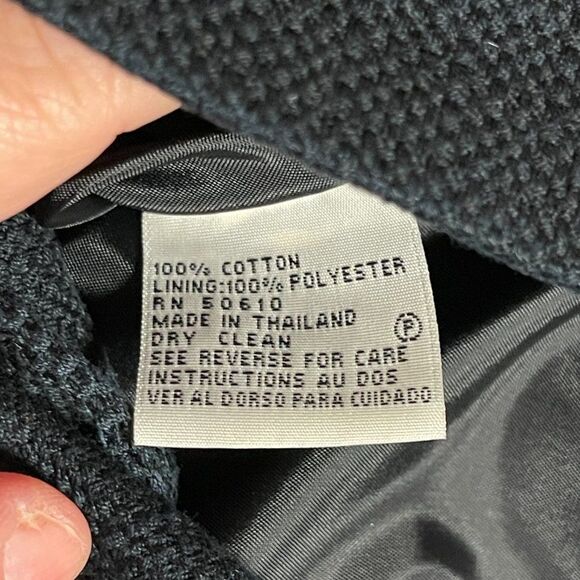 100% COTTON
LINING:100% POLYESTER
RN 50610
MADE IN THAILAND
DRY CLEAN P
SEE REVERSE FOR CARE
INSTRUCTIONS AU DOS
VER AL DORSO PARA CUIDADO